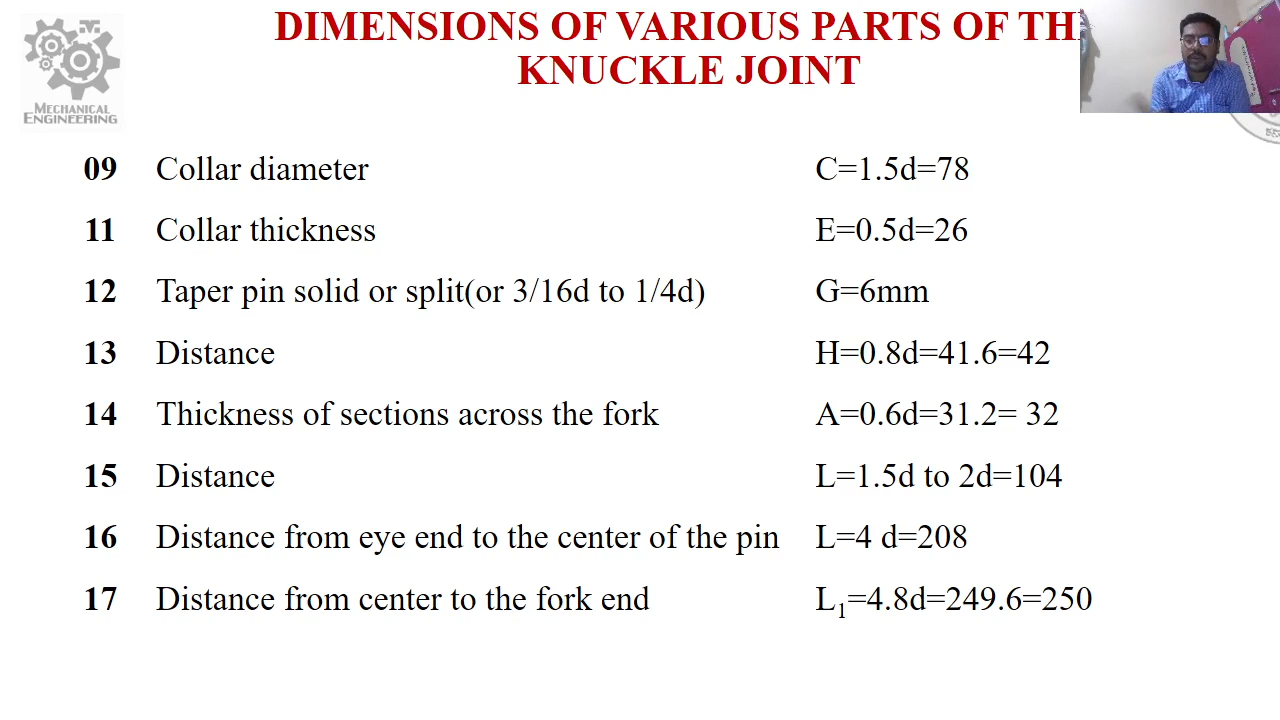 DIMENSIONS OF VARIOUS PARTS OF TH
KNUCKLE JOINT
MECHANICAL
ENGINEERING
09 Collar diameter C=1.5d=78
11 Collar thickness E=0.5d=26
12 Taper pin solid or split(or 3/16d to 1/4d) G=6mm
13 Distance H=0.8d=41.6=42
14 Thickness of sections across the fork A=0.6d=31.2= 32
15 Distance L=1.5d to 2d=104
16 Distance from eye end to the center of the pin L=4 d=208
17 Distance from center to the fork end L₁=4.8d=249.6=250